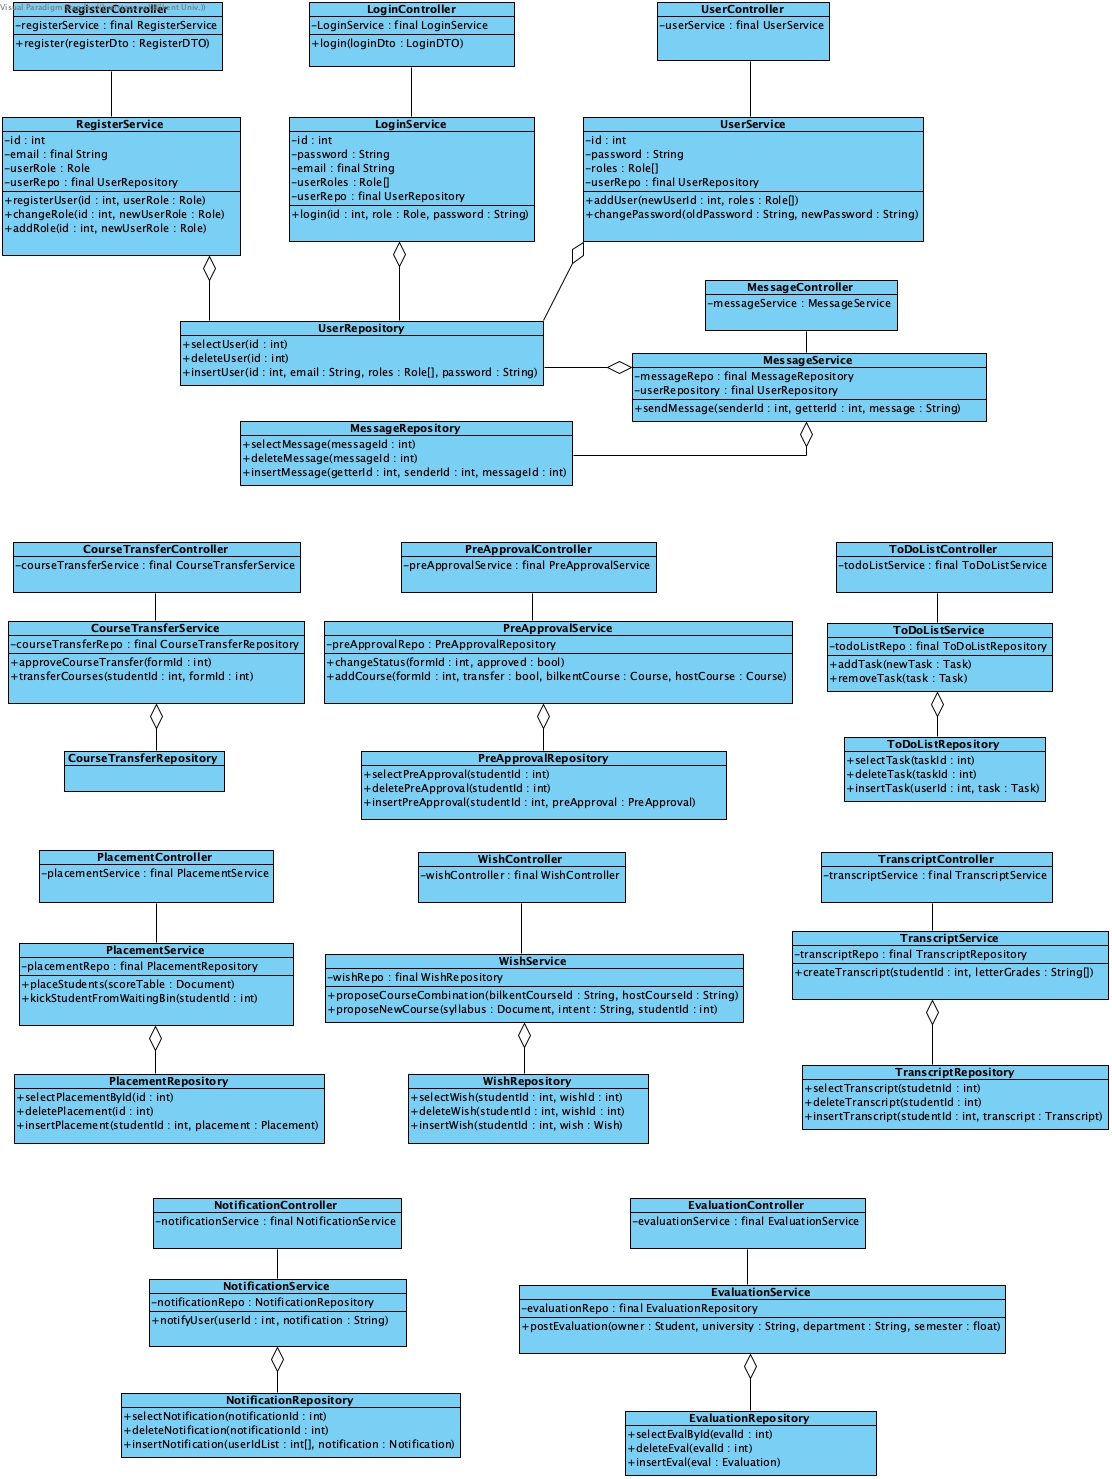 RegisterController
-registerService : final RegisterService
+register(registerDto : RegisterDTO)
LoginController
-LoginService : final LoginService
+login(loginDto : LoginDTO)
UserController
-userService : final UserService
RegisterService
-id : int
-email : final String
-userRole : Role
-userRepo : final UserRepository
+registerUser(id : int, userRole : Role)
+changeRole(id : int, newUserRole : Role)
+addRole(id : int, newUserRole : Role)
LoginService
-id : int
-password : String
-email : final String
-userRoles : Role[]
-userRepo : final UserRepository
+login(id : int, role : Role, password : String)
UserService
-id : int
-password : String
-roles : Role[]
-userRepo : final UserRepository
+addUser(newUserId : int, roles : Role[])
+changePassword(oldPassword : String, newPassword : String)
MessageController
-messageService : MessageService
UserRepository
+selectUser(id : int)
+deleteUser(id : int)
+insertUser(id : int, email : String, roles : Role[], password : String)
MessageService
-messageRepo : final MessageRepository
-userRepository : final UserRepository
+sendMessage(senderId : int, getterId : int, message : String)
MessageRepository
+selectMessage(messageId : int)
+deleteMessage(messageId : int)
+insertMessage(getterId : int, senderId : int, messageId : int)
CourseTransferController
-courseTransferService : final CourseTransferService
PreApprovalController
-preApprovalService : final PreApprovalService
ToDoListController
-todoListService : final ToDoListService
CourseTransferService
-courseTransferRepo : final CourseTransferRepository
+approveCourseTransfer(formId : int)
+transferCourses(studentId : int, formId : int)
PreApprovalService
-preApprovalRepo : PreApprovalRepository
+changeStatus(formId : int, approved : bool)
+addCourse(formId : int, transfer : bool, bilkentCourse : Course, hostCourse : Course)
ToDoListService
-todoListRepo : final ToDoListRepository
+addTask(newTask : Task)
+removeTask(task : Task)
CourseTransferRepository
PreApprovalRepository
+selectPreApproval(studentId : int)
+deletePreApproval(studentId : int)
+insertPreApproval(studentId : int, preApproval : PreApproval)
ToDoListRepository
+selectTask(taskId : int)
+deleteTask(taskId : int)
+insertTask(userId : int, task : Task)
PlacementController
-placementService : final PlacementService
WishController
-wishController : final WishController
TranscriptController
-transcriptService : final TranscriptService
PlacementService
-placementRepo : final PlacementRepository
+placeStudents(scoreTable : Document)
+kickStudentFromWaitingBin(studentId : int)
WishService
-wishRepo : final WishRepository
+proposeCourseCombination(bilkentCourseId : String, hostCourseId : String)
+proposeNewCourse(syllabus : Document, intent : String, studentId : int)
TranscriptService
-transcriptRepo : final TranscriptRepository
+createTranscript(studentId : int, letterGrades : String[])
PlacementRepository
+selectPlacementById(id : int)
+deletePlacement(id : int)
+insertPlacement(studentId : int, placement : Placement)
WishRepository
+selectWish(studentId : int, wishId : int)
+deleteWish(studentId : int, wishId : int)
+insertWish(studentId : int, wish : Wish)
TranscriptRepository
+selectTranscript(studetnId : int)
+deleteTranscript(studentId : int)
+insertTranscript(studentId : int, transcript : Transcript)
NotificationController
-notificationService : final NotificationService
EvaluationController
-evaluationService : final EvaluationService
NotificationService
-notificationRepo : NotificationRepository
+notifyUser(userId : int, notification : String)
EvaluationService
-evaluationRepo : final EvaluationRepository
+postEvaluation(owner : Student, university : String, department : String, semester : float)
NotificationRepository
+selectNotification(notificationId : int)
+deleteNotification(notificationId : int)
+insertNotification(userIdList : int[], notification : Notification)
EvaluationRepository
+selectEvalById(evalId : int)
+deleteEval(evalId : int)
+insertEval(eval : Evaluation)